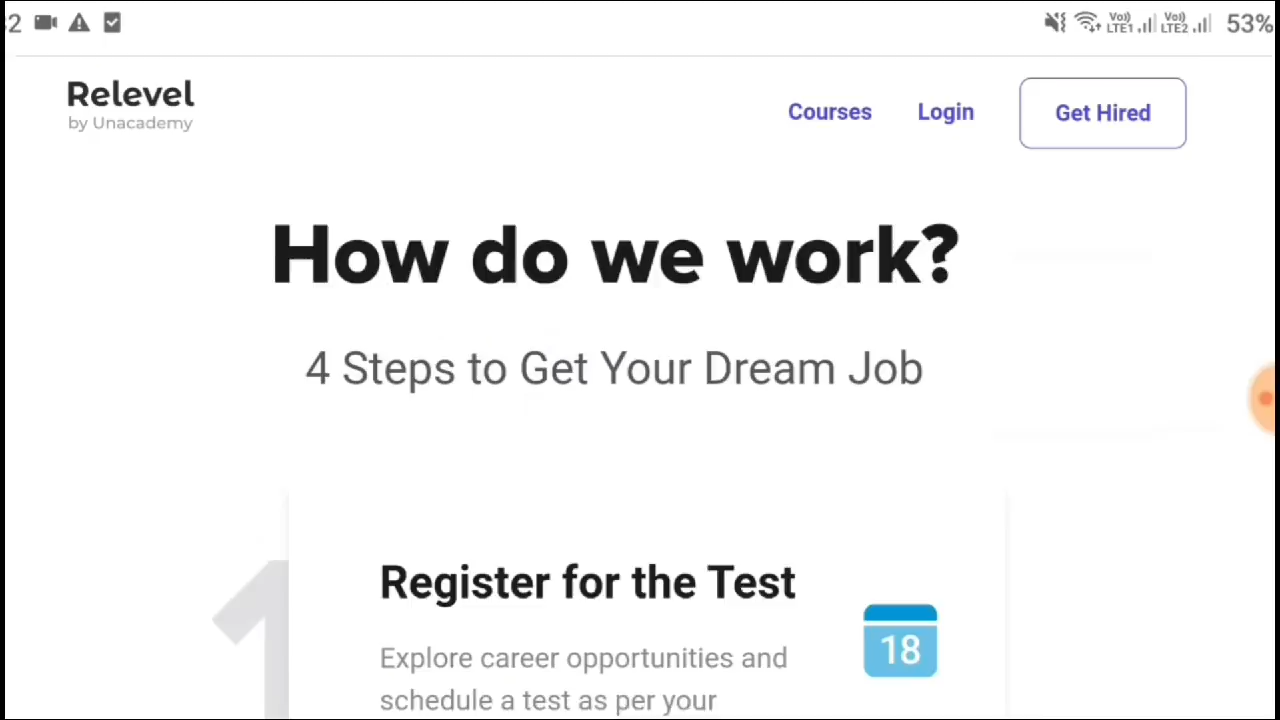 53%
Relevel
by Unacademy
Courses
Login
Get Hired
How do we work?
4 Steps to Get Your Dream Job
1
Register for the Test
18
Explore career opportunities and
schedule a test as per your